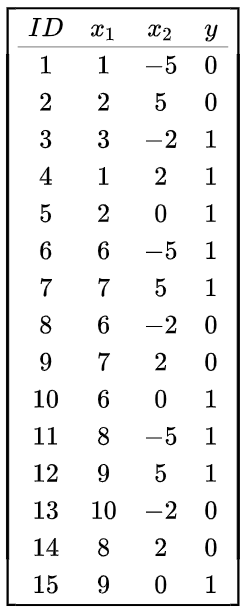 ID x₁ x₂ y
1 1 −5 0
2 2 5 0
3 3 −2 1
4 1 2 1
5 2 0 1
6 6 −5 1
7 7 5 1
8 6 −2 0
9 7 2 0
10 6 0 1
11 8 −5 1
12 9 5 1
13 10 −2 0
14 8 2 0
15 9 0 1